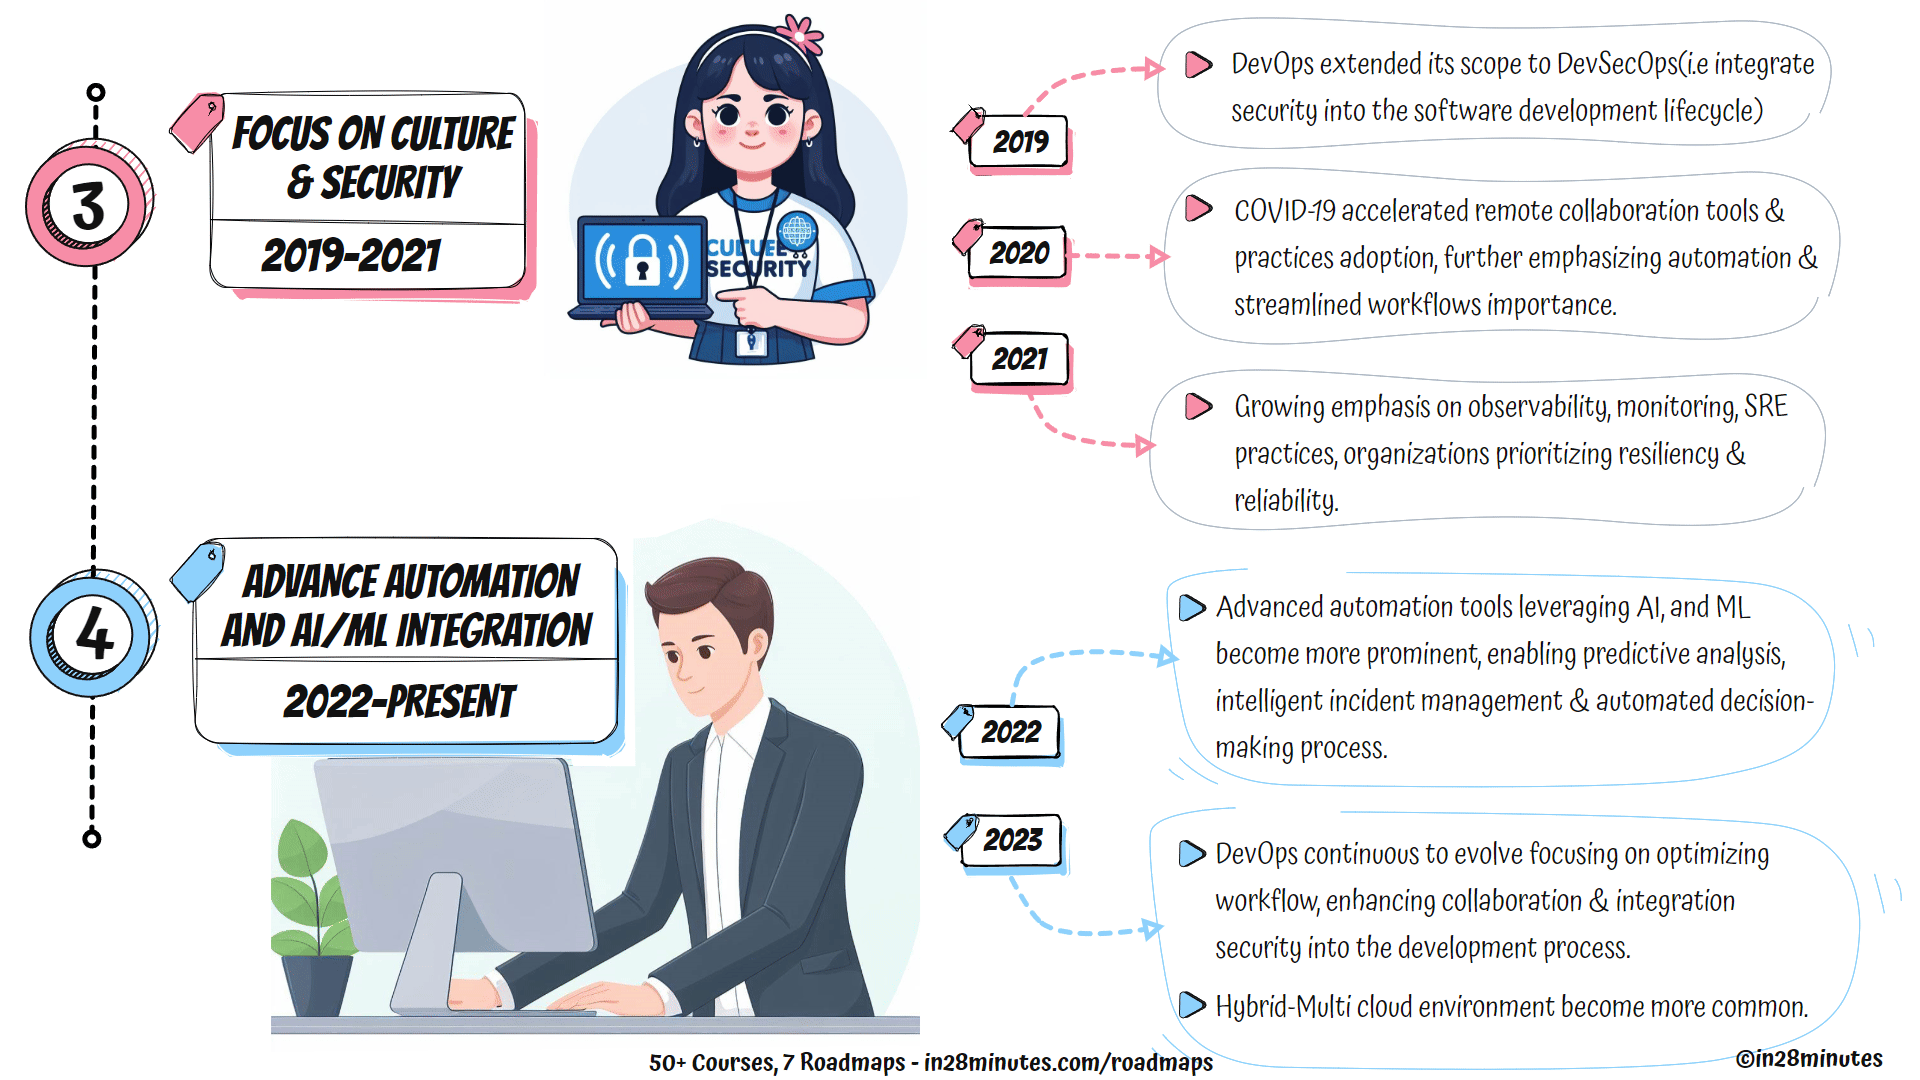 3
FOCUS ON CULTURE
& SECURITY
2019-2021
CULTUEL
SECURITY
2019
DevOps extended its scope to DevSecOps(i.e integrate
security into the software development lifecycle)
2020
COVID-19 accelerated remote collaboration tools &
practices adoption, further emphasizing automation &
streamlined workflows importance.
2021
Growing emphasis on observability, monitoring, SRE
practices, organizations prioritizing resiliency &
reliability.
4
ADVANCE AUTOMATION
AND AI/ML INTEGRATION
2022-PRESENT
2022
Advanced automation tools leveraging AI, and ML
become more prominent, enabling predictive analysis,
intelligent incident management & automated decision-
making process.
2023
DevOps continuous to evolve focusing on optimizing
workflow, enhancing collaboration & integration
security into the development process.
Hybrid-Multi cloud environment become more common.
50+ Courses, 7 Roadmaps - in28minutes.com/roadmaps
©in28minutes